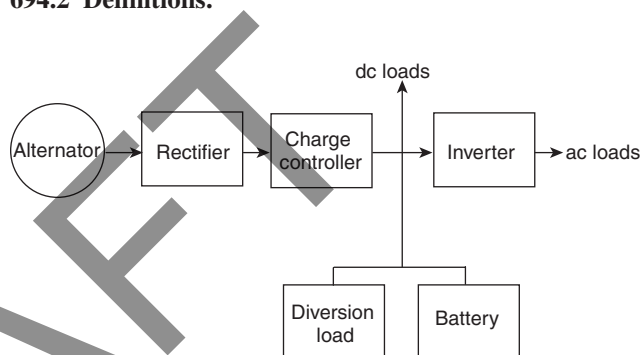 694.2 Definitions.
dc loads
Alternator
Rectifier
Charge
controller
Inverter
ac loads
Diversion
load
Battery